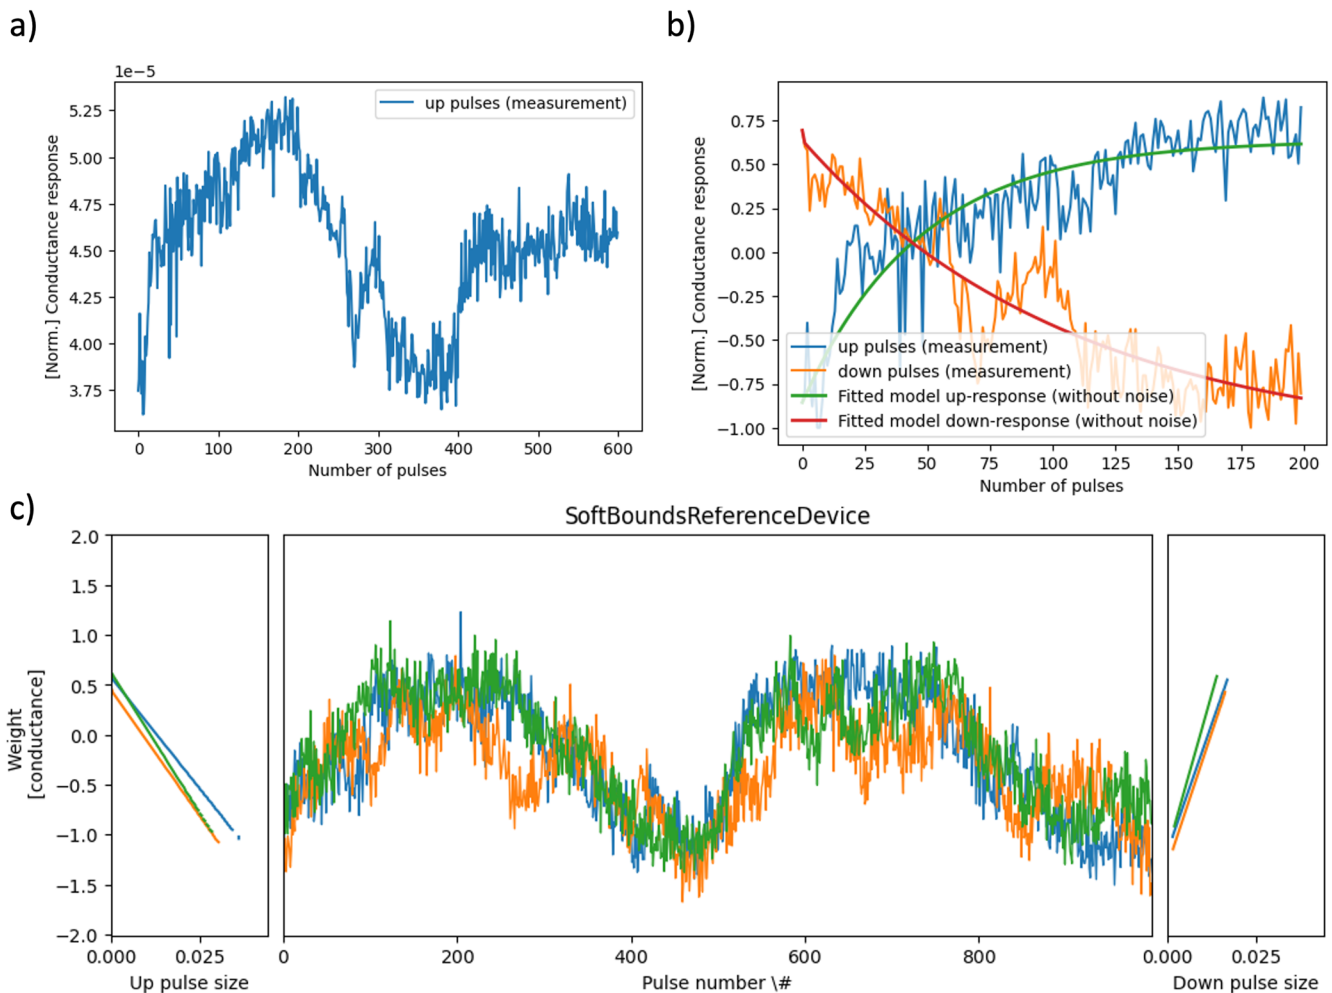 a)
b)
1e−5
up pulses (measurement)
5.25
5.00
4.75
4.50
4.25
4.00
3.75
[Norm.] Conductance response
0 100 200 300 400 500 600
Number of pulses
0.75
0.50
0.25
0.00
−0.25
−0.50
−0.75
−1.00
[Norm.] Conductance response
up pulses (measurement)
down pulses (measurement)
Fitted model up-response (without noise)
Fitted model down-response (without noise)
0 25 50 75 100 125 150 175 200
Number of pulses
c)
SoftBoundsReferenceDevice
2.0
1.5
1.0
0.5
0.0
−0.5
−1.0
−1.5
−2.0
Weight
[conductance]
0.000 0.025
Up pulse size
0 200 400 600 800
Pulse number \#
0.000 0.025
Down pulse size